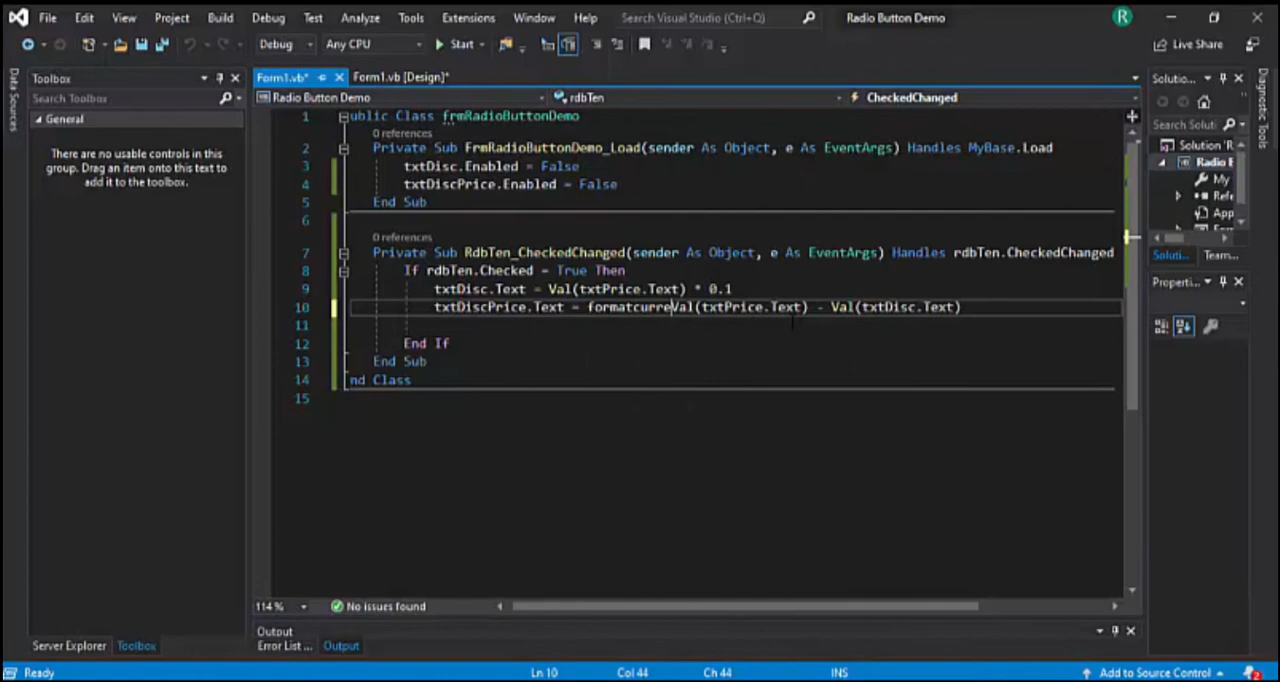 File Edit View Project Build Debug Test Analyze Tools Extensions Window Help Search Visual Studio (Ctrl+Q) Radio Button Demo R
Debug Any CPU Start Live Share
Data Sources
Toolbox
Search Toolbox
General
There are no usable controls in this
group. Drag an item onto this text to
add it to the toolbox.
Server Explorer Toolbox
Form1.vb* Form1.vb [Design]*
Radio Button Demo rdbTen CheckedChanged
1 ublic Class frmRadioButtonDemo
0 references
2 Private Sub FrmRadioButtonDemo_Load(sender As Object, e As EventArgs) Handles MyBase.Load
3 txtDisc.Enabled = False
4 txtDiscPrice.Enabled = False
5 End Sub
6
0 references
7 Private Sub RdbTen_CheckedChanged(sender As Object, e As EventArgs) Handles rdbTen.CheckedChanged
8 If rdbTen.Checked = True Then
9 txtDisc.Text = Val(txtPrice.Text) * 0.1
10 txtDiscPrice.Text = formatcurreVal(txtPrice.Text) - Val(txtDisc.Text)
11
12 End If
13 End Sub
14 nd Class
15
114 % No issues found
Output
Error List ... Output
Solutio...
Search Soluti
Solution 'R
Radio
My
Refe
App
Soluti... Team...
Properti...
Diagnostic Tools
Ready Ln 10 Col 44 Ch 44 INS Add to Source Control 2